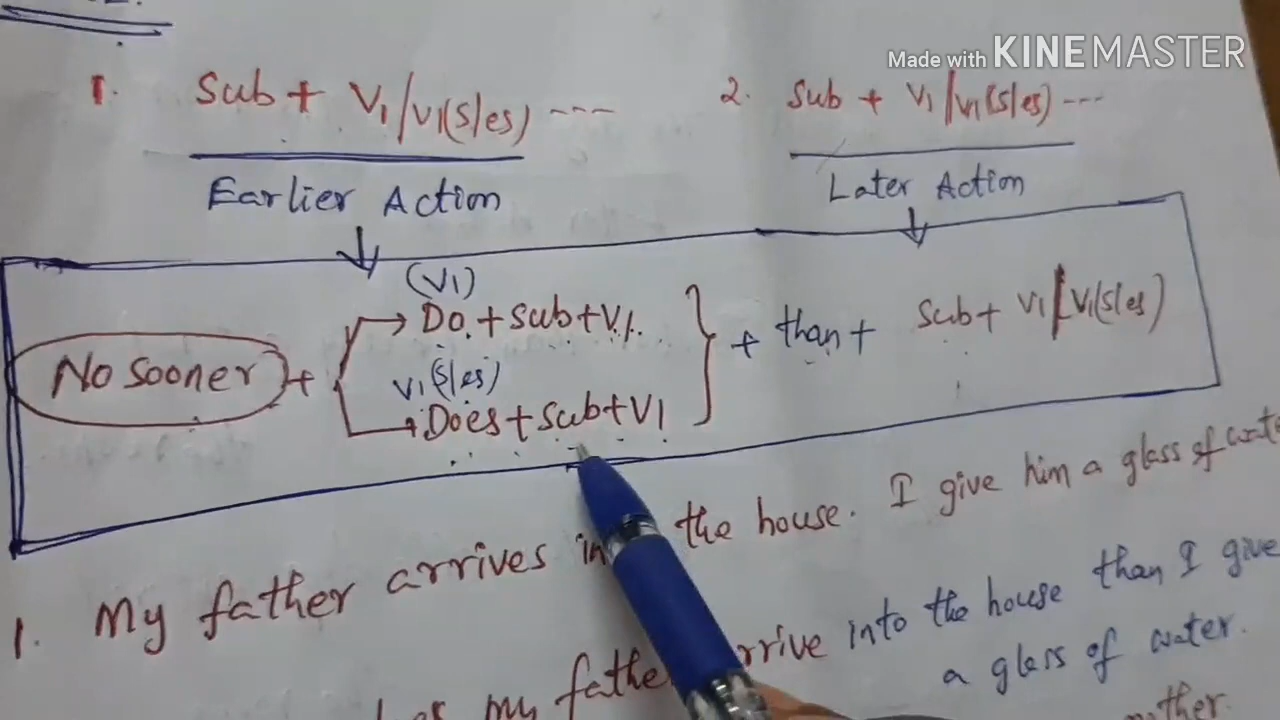 Made with KINEMASTER
1. Sub + V1/V1(s/es) ---
2. Sub + V1/V1(s/es) ---
Earlier Action
Later Action
(V1)
Do + Sub + V1.
No sooner +
} + than + Sub + V1/V1(s/es)
V1(s/es)
Does + Sub + V1
1. My father arrives in the house. I give him a glass of
my father arrive into the house than I give
a glass of water.